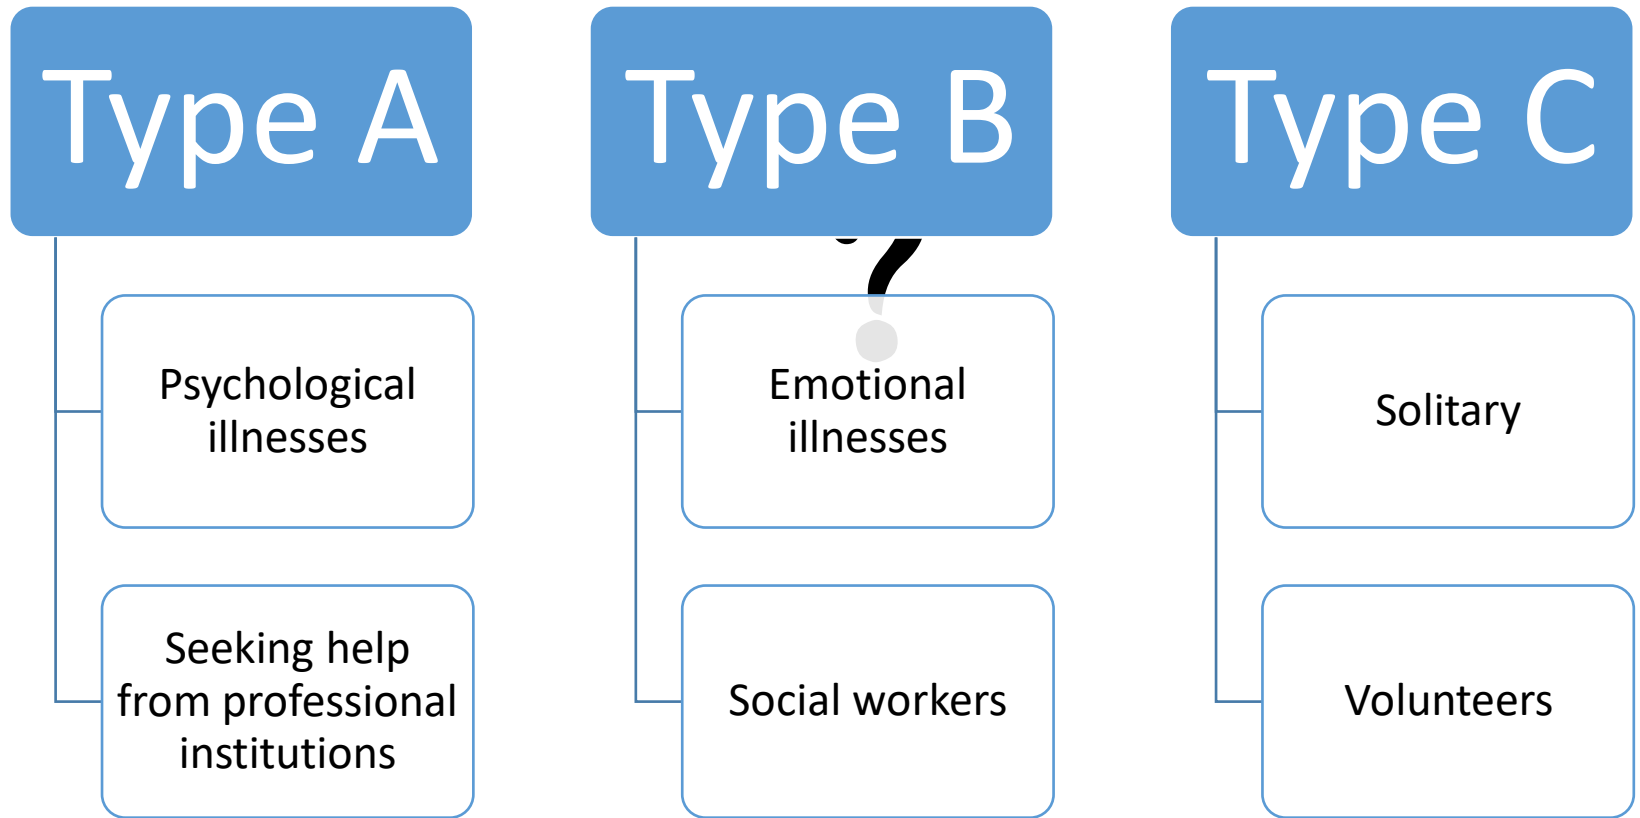 Type A
Psychological
illnesses
Seeking help
from professional
institutions
Type B
?
Emotional
illnesses
Social workers
Type C
Solitary
Volunteers